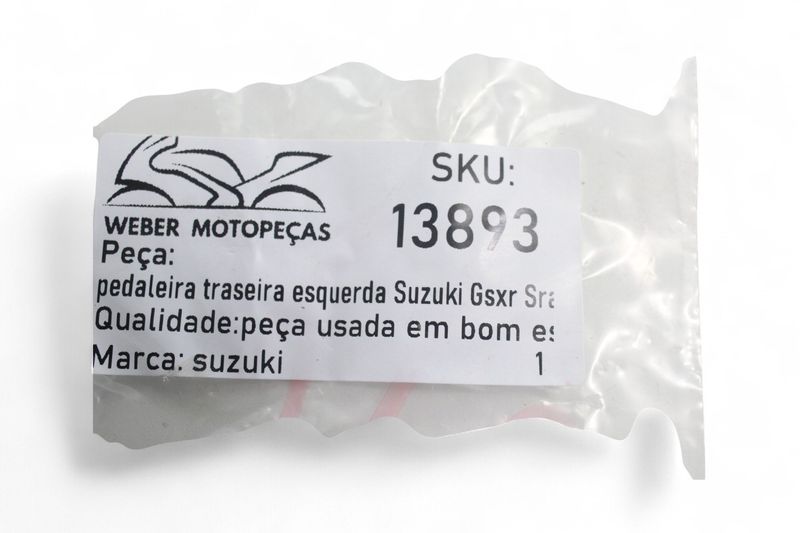 WEBER MOTOPEÇAS
SKU:
13893
Peça:
pedaleira traseira esquerda Suzuki Gsxr Sra
Qualidade:peça usada em bom es
Marca: suzuki 1